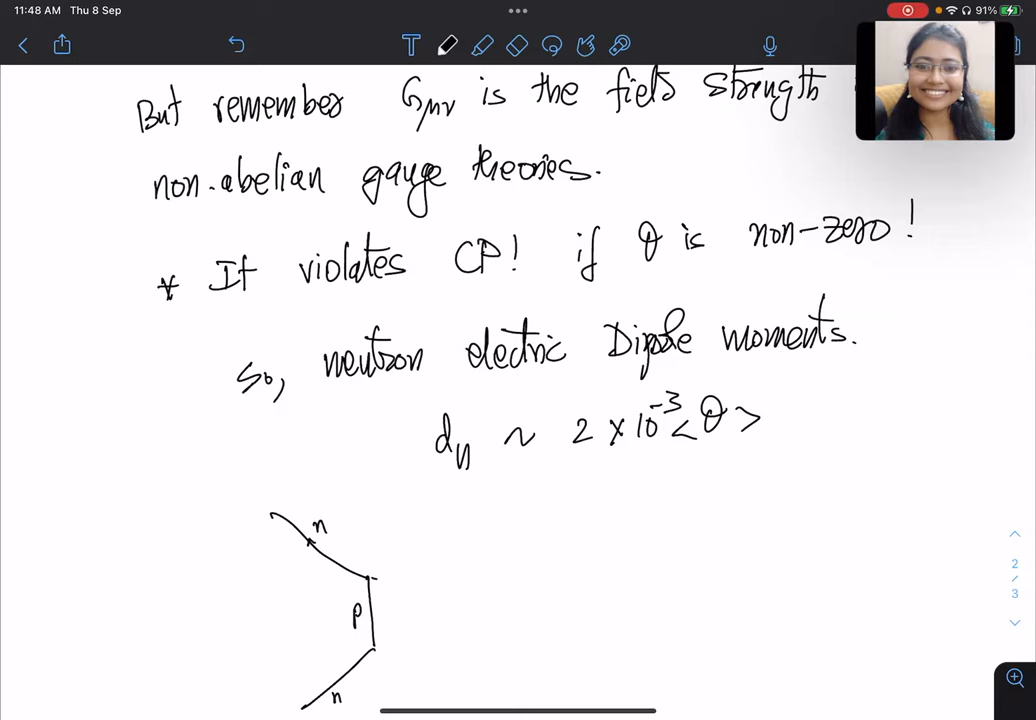 11:48 AM Thu 8 Sep
91%
But remember Gμν is the field strength
non-abelian gauge theories.
* It violates CP! if θ is non-zero!
So, neutron electric Dipole moments.
dn ~ 2 × 10⁻³ <θ>
n
p
n
2
/
3